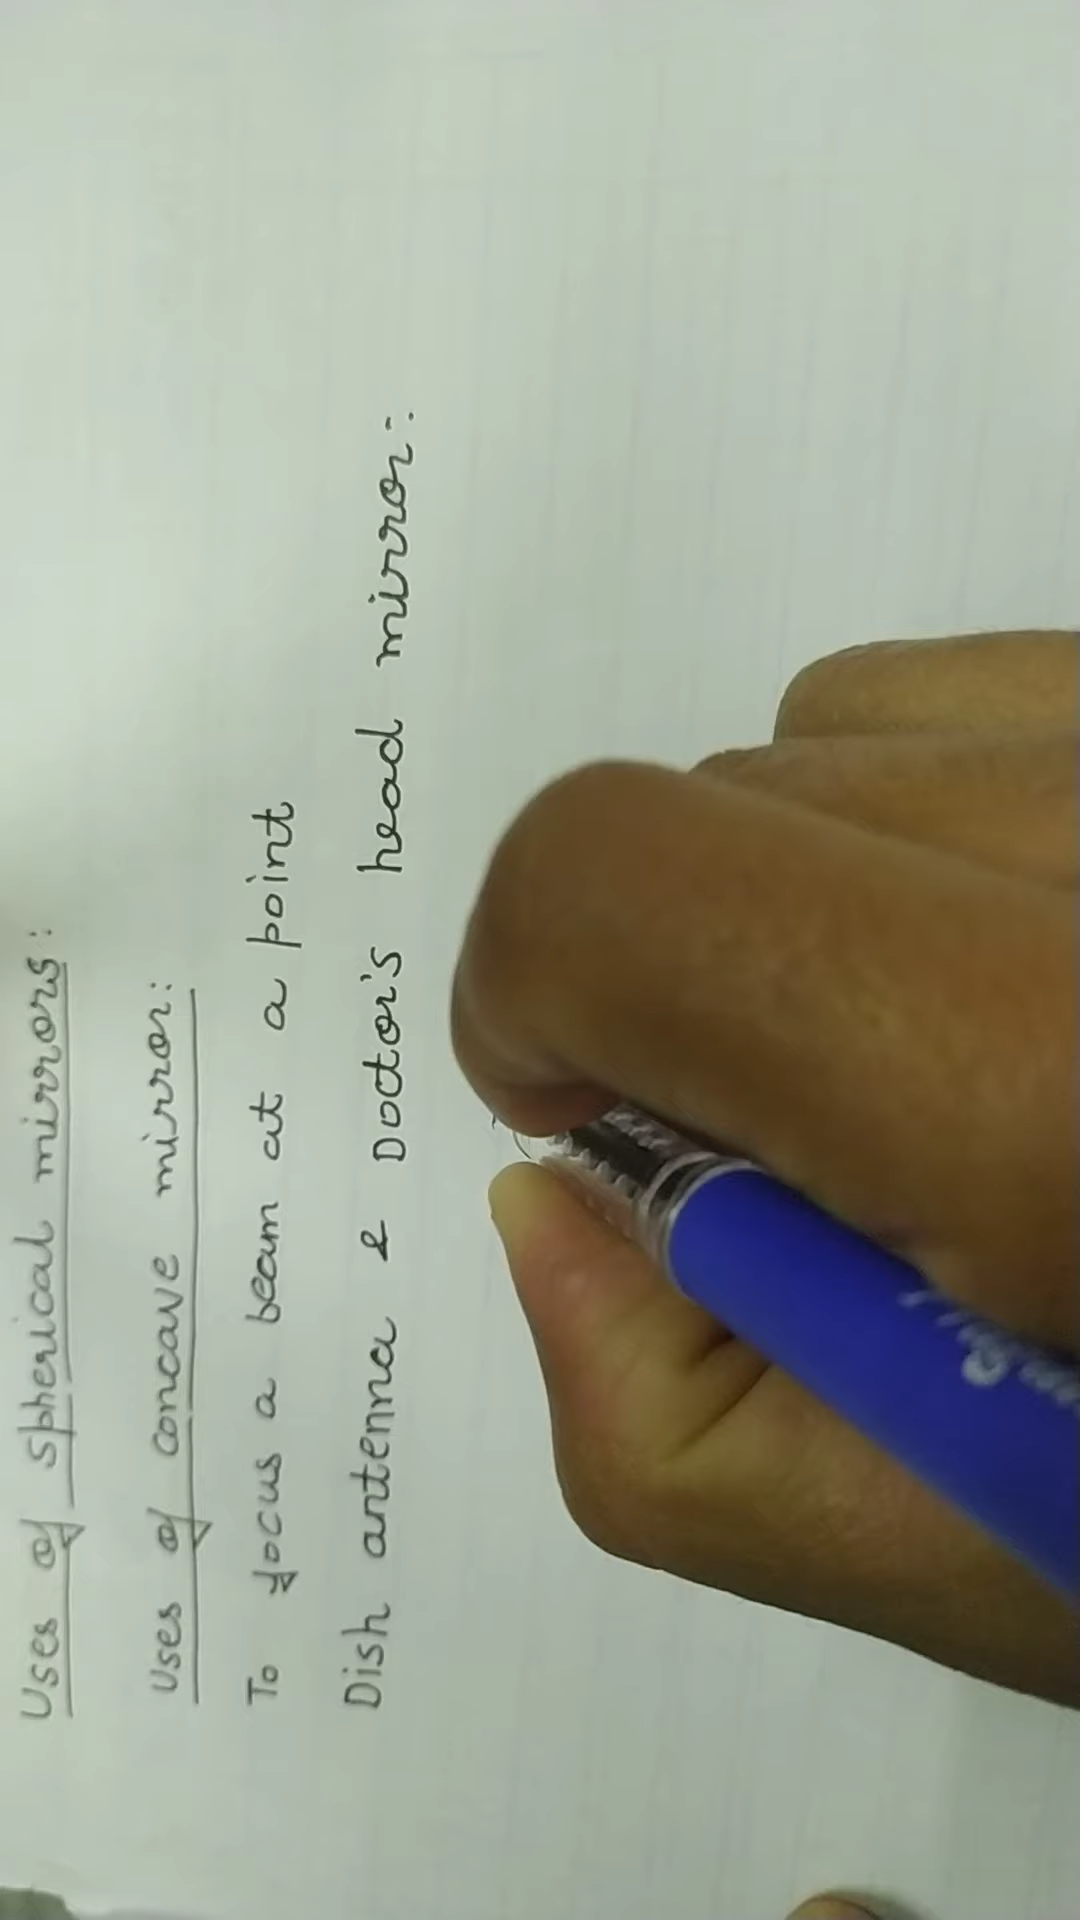 Uses of spherical mirrors:
Uses of concave mirror:
To focus a beam at a point
Dish antenna & Doctor's head mirror: